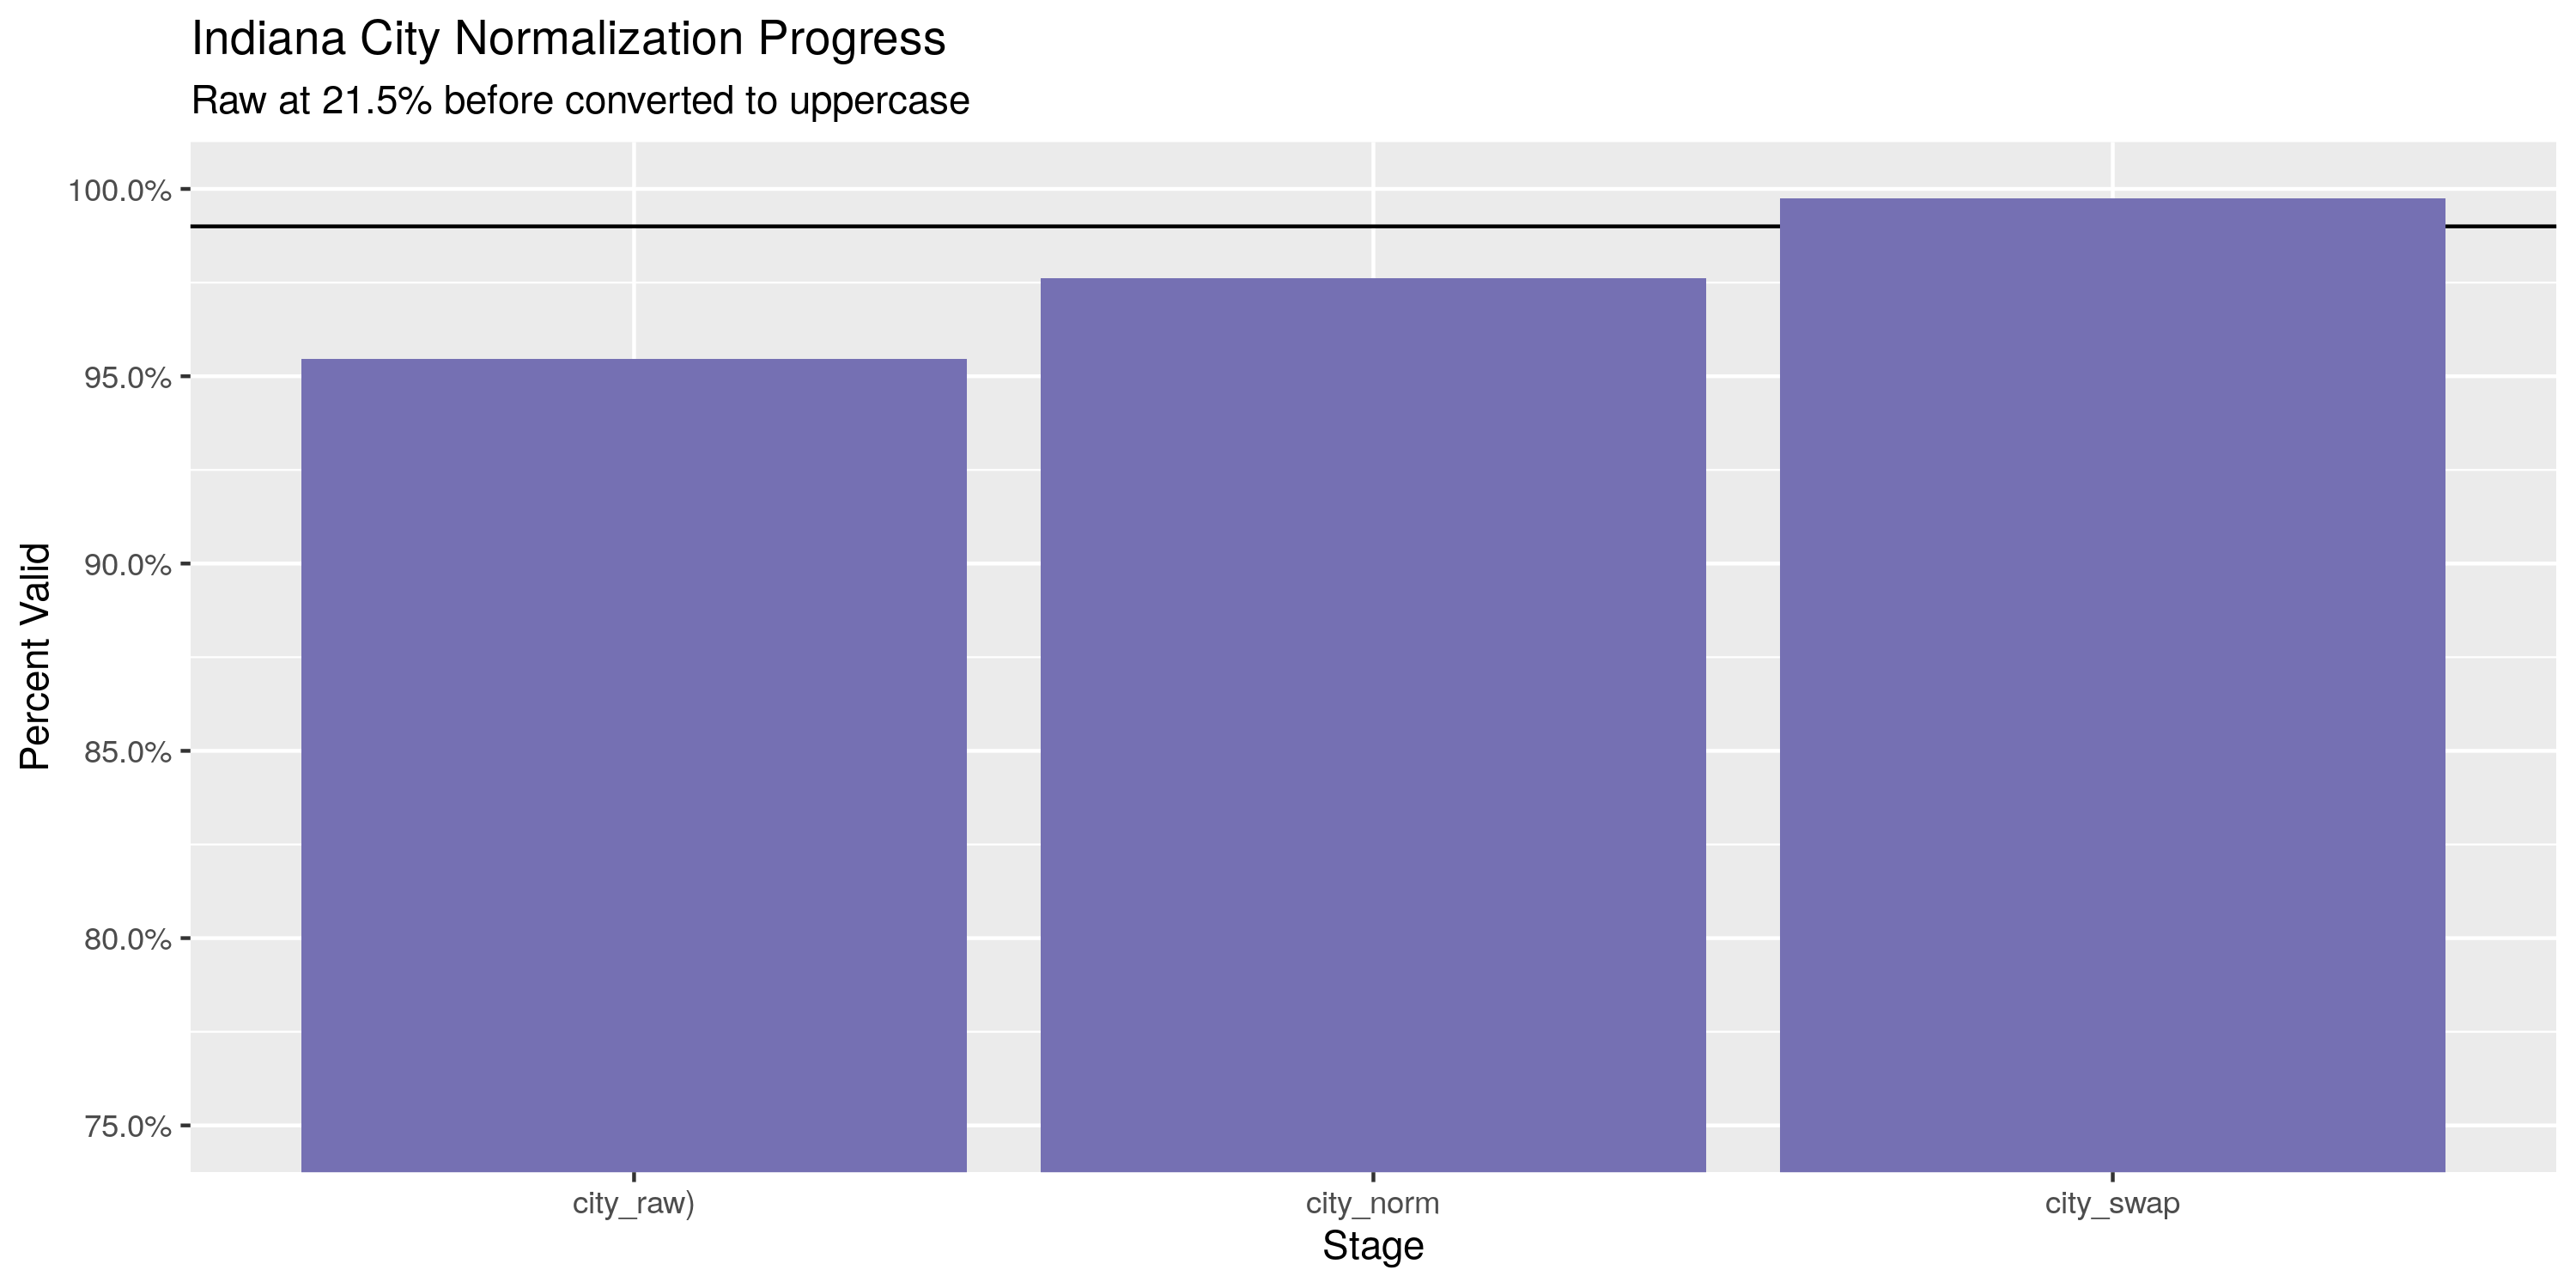 Indiana City Normalization Progress
Raw at 21.5% before converted to uppercase
Percent Valid
100.0%
95.0%
90.0%
85.0%
80.0%
75.0%
city_raw) city_norm city_swap
Stage